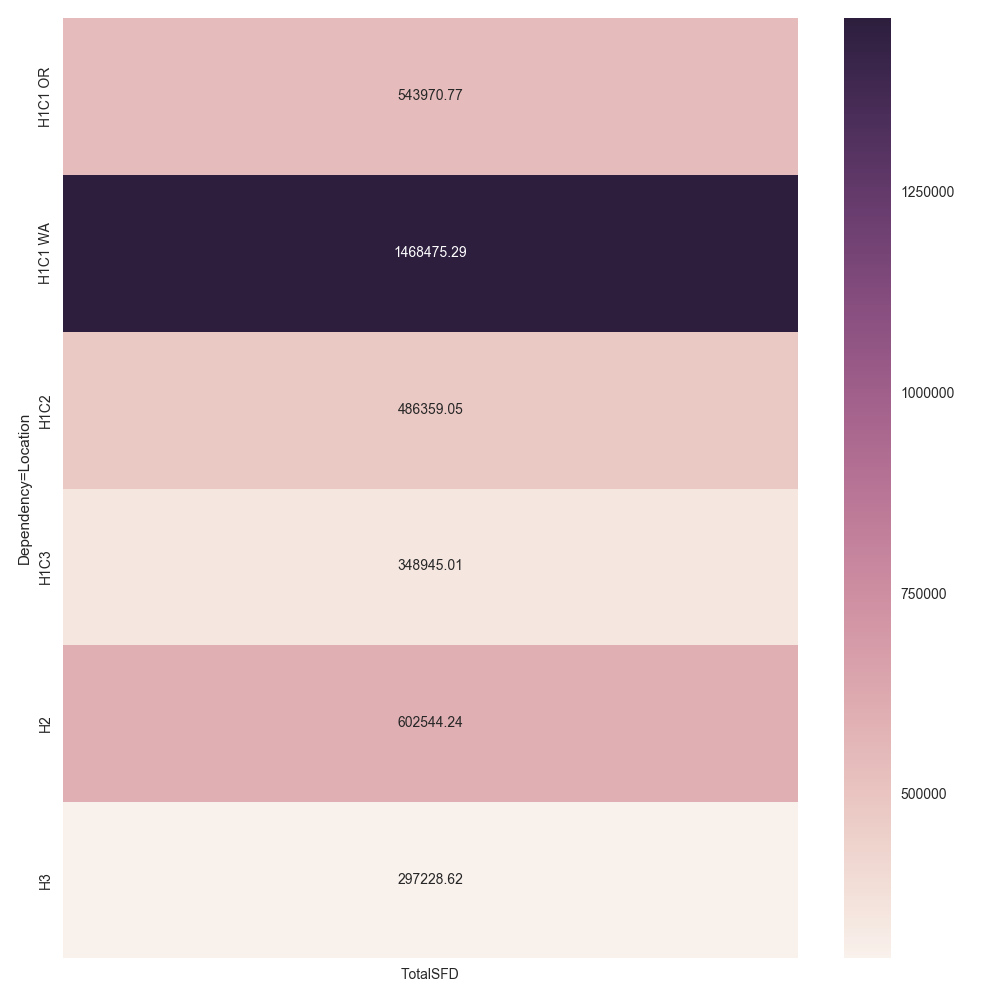 Dependency=Location
H1C1 OR
543970.77
H1C1 WA
1468475.29
H1C2
486359.05
H1C3
348945.01
H2
602544.24
H3
297228.62
TotalSFD
1250000
1000000
750000
500000